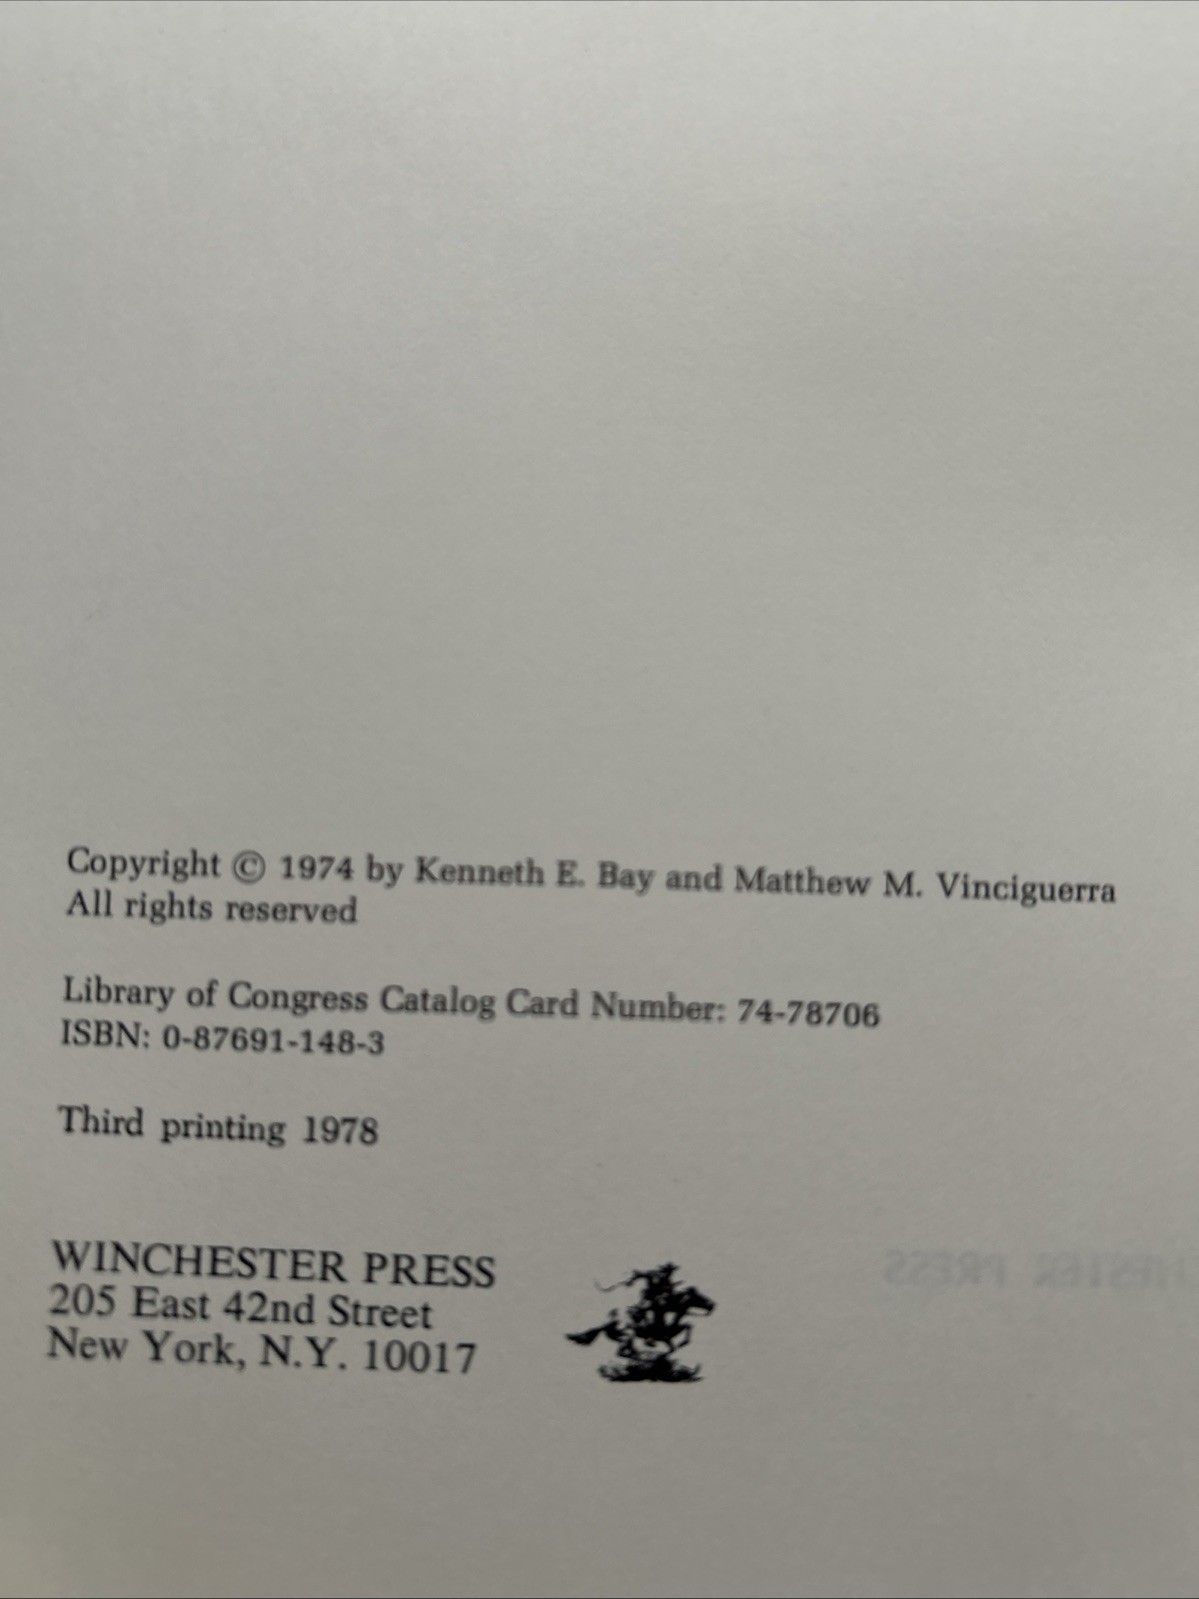 Copyright © 1974 by Kenneth E. Bay and Matthew M. Vinciguerra
All rights reserved
Library of Congress Catalog Card Number: 74-78706
ISBN: 0-87691-148-3
Third printing 1978
WINCHESTER PRESS
205 East 42nd Street
New York, N.Y. 10017